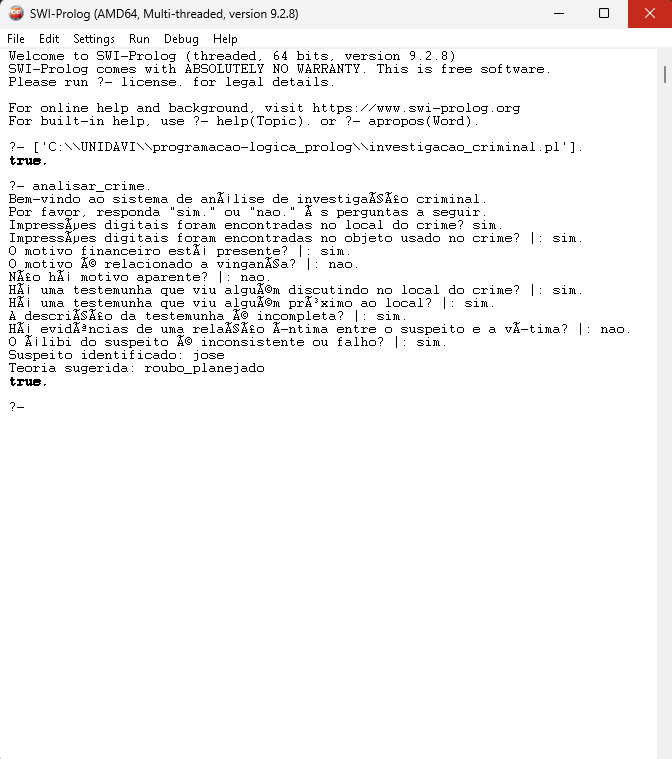 SWI-Prolog (AMD64, Multi-threaded, version 9.2.8)
File Edit Settings Run Debug Help
Welcome to SWI-Prolog (threaded, 64 bits, version 9.2.8)
SWI-Prolog comes with ABSOLUTELY NO WARRANTY. This is free software.
Please run ?- license. for legal details.
For online help and background, visit https://www.swi-prolog.org
For built-in help, use ?- help(Topic). or ?- apropos(Word).
?- ['C:\\UNIDAVI\\programacao-logica_prolog\\investigacao_criminal.pl'].
true.
?- analisar_crime.
Bem-vindo ao sistema de anÃ¡lise de investigaÃSÃ£o criminal.
Por favor, responda "sim." ou "nao." Ã s perguntas a seguir.
ImpressÃµes digitais foram encontradas no local do crime? sim.
ImpressÃµes digitais foram encontradas no objeto usado no crime? |: sim.
O motivo financeiro estÃ¡ presente? |: sim.
O motivo Ã© relacionado a vinganÃSa? |: nao.
NÃ£o hÃ¡ motivo aparente? |: nao.
HÃ¡ uma testemunha que viu alguÃ©m discutindo no local do crime? |: sim.
HÃ¡ uma testemunha que viu alguÃ©m prÃ³ximo ao local? |: sim.
A descriÃSÃ£o da testemunha Ã© incompleta? |: sim.
HÃ¡ evidÃªncias de uma relaÃSÃ£o Ã-ntima entre o suspeito e a vÃ-tima? |: nao.
O Ã¡libi do suspeito Ã© inconsistente ou falho? |: sim.
Suspeito identificado: jose
Teoria sugerida: roubo_planejado
true.
?-